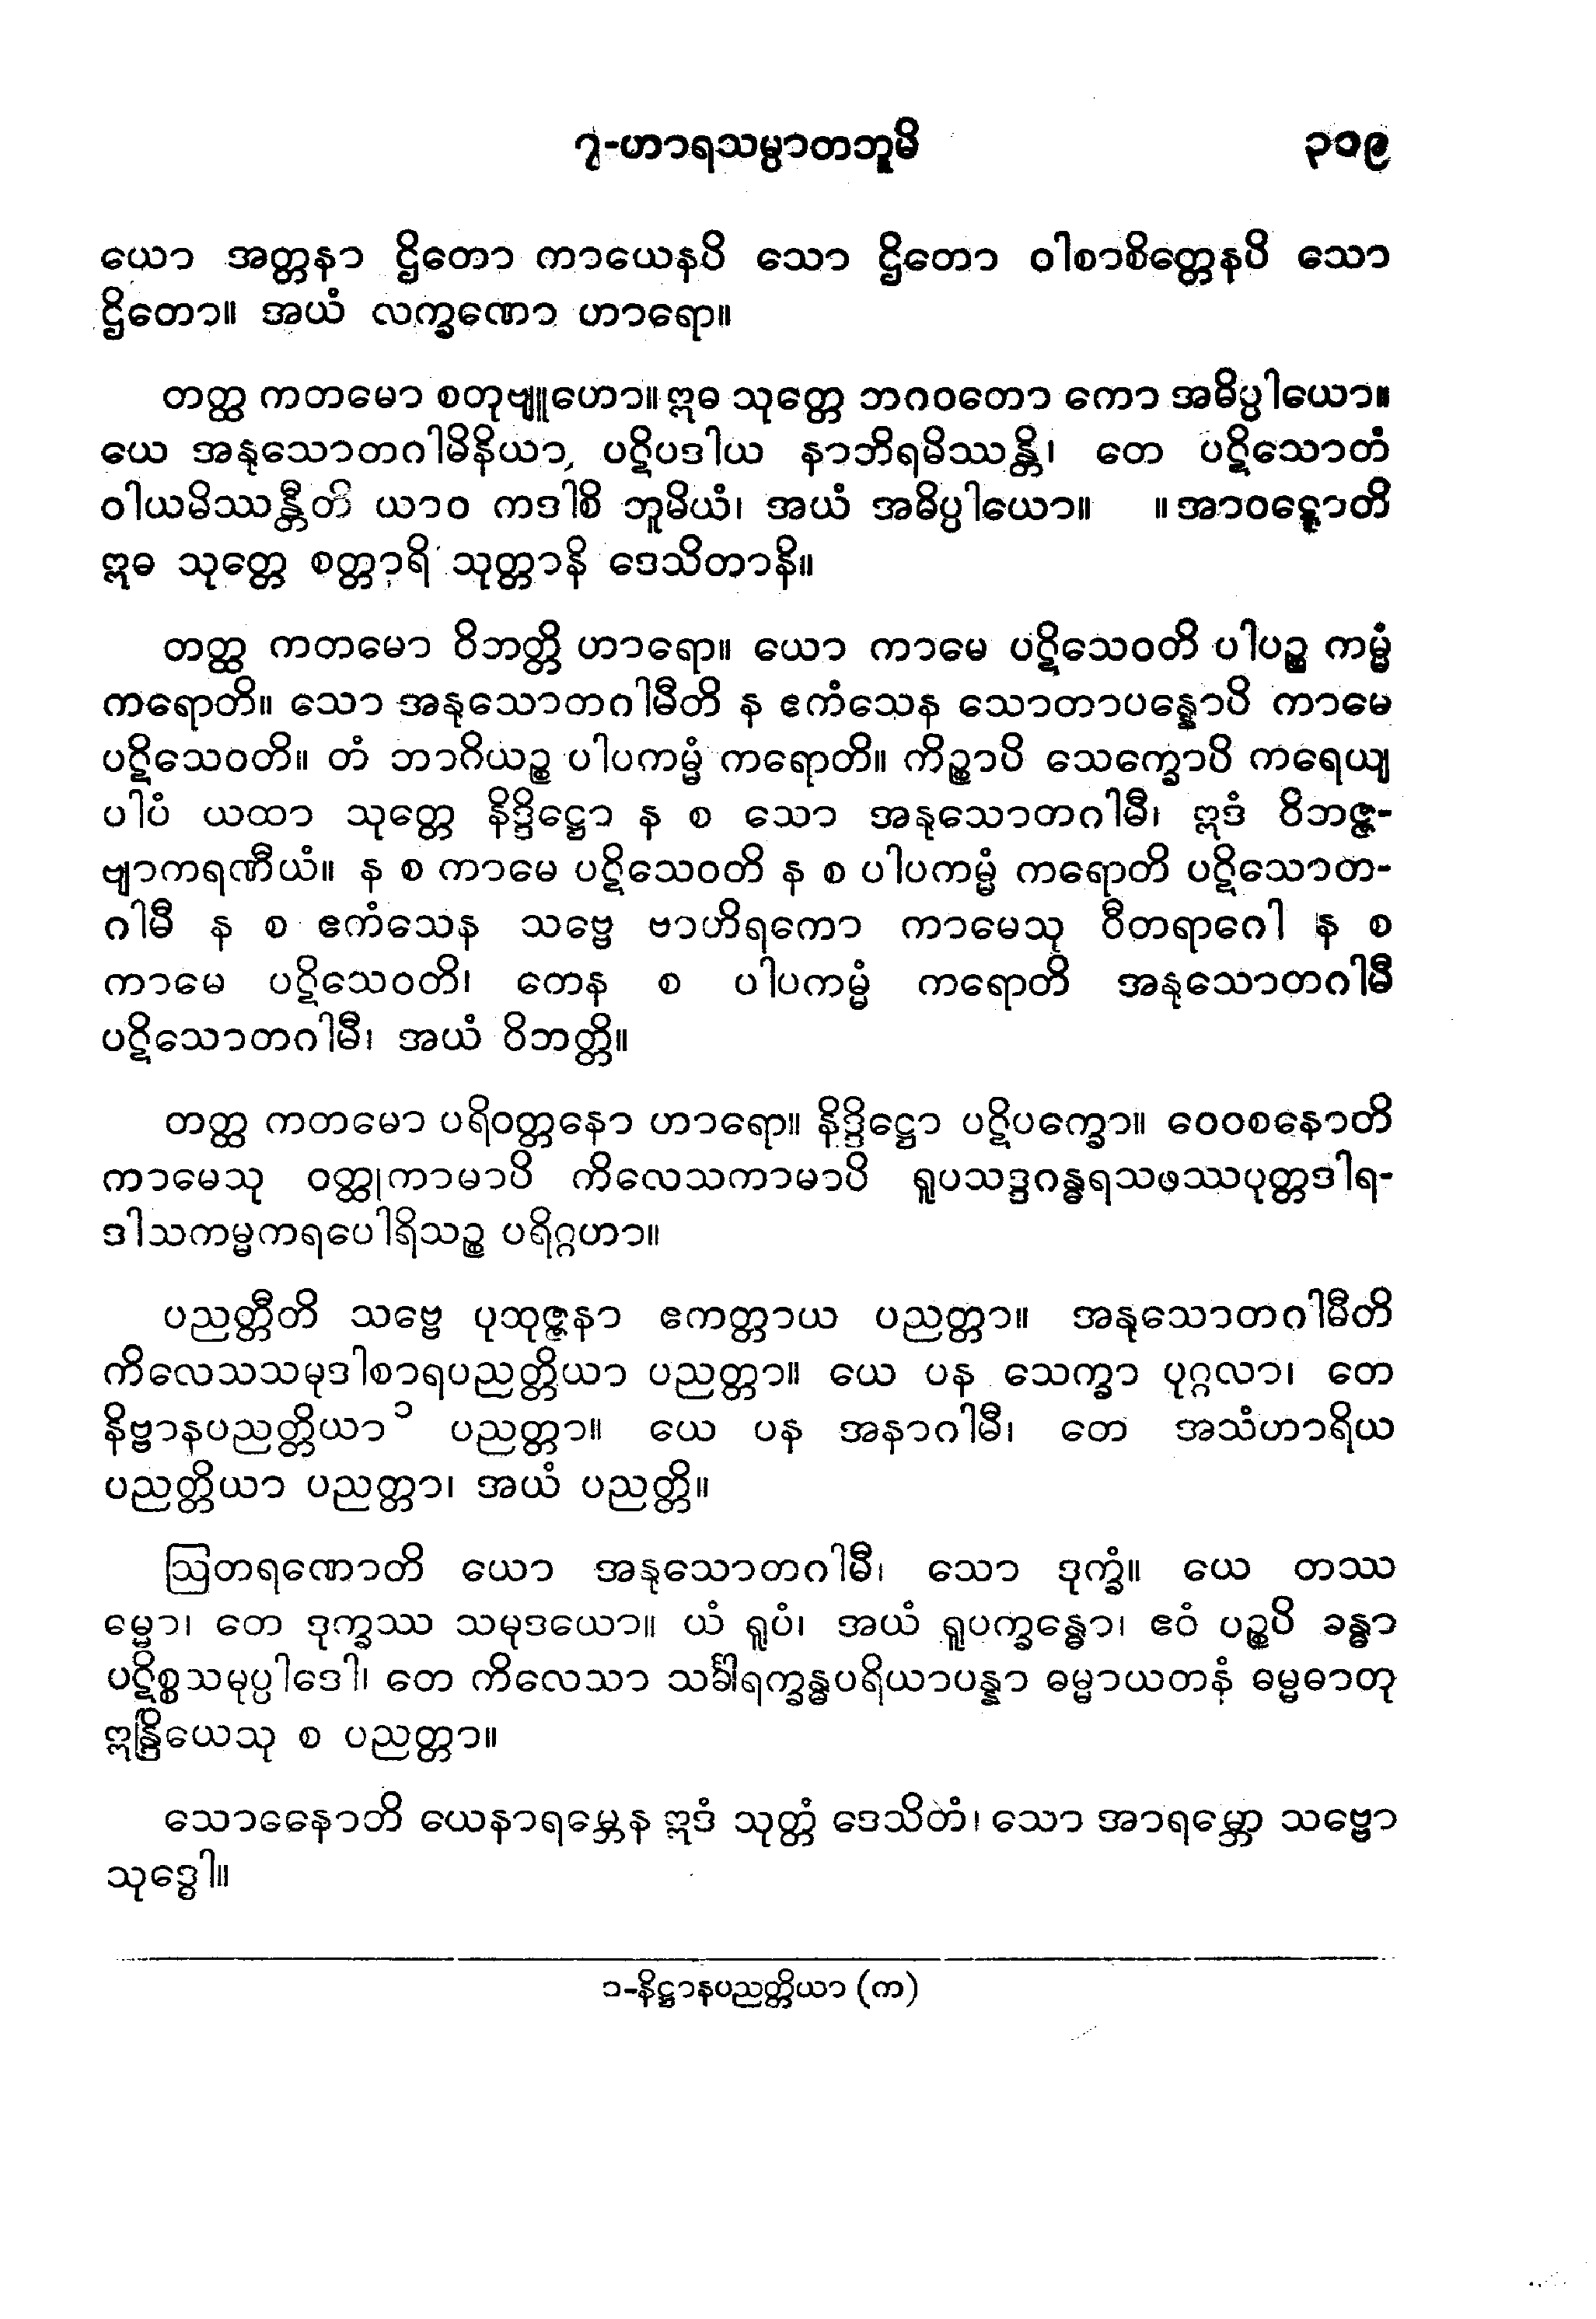 ၇-ဟာရသမ္ပာတဘူမိ ၃၁၉
ယော အတ္တနာ ဌိတော ကာယေနပိ သော ဌိတော ဝါစာစိတ္တေနပိ သော
ဌိတော။ အယံ လက္ခဏော ဟာရော။
တတ္ထ ကတမော စတုဗျူဟော။ ဣဓ သုတ္တေ ဘဂဝတော ကော အဓိပ္ပါယော။
ယေ အနုသောတဂါမိနိယာ, ပဋိပဒါယ နာဘိရမိဿန္တိ၊ တေ ပဋိသောတံ
ဝါယမိဿန္တီတိ ယာဝ ကဒါစိ ဘူမိယံ၊ အယံ အဓိပ္ပါယော။ ။အာဝဋ္ဋောတိ
ဣဓ သုတ္တေ စတ္တာရိ သုတ္တာနိ ဒေသိတာနိ။
တတ္ထ ကတမော ဝိဘတ္တိ ဟာရော။ ယော ကာမေ ပဋိသေဝတိ ပါပဉ္စ ကမ္မံ
ကရောတိ။ သော အနုသောတဂါမီတိ န ဧကံသေန သောတာပန္နောပိ ကာမေ
ပဋိသေဝတိ။ တံ ဘာဂိယဉ္စ ပါပကမ္မံ ကရောတိ။ ကိဉ္စာပိ သေက္ခောပိ ကရေယျ
ပါပံ ယထာ သုတ္တေ နိဒ္ဒိဋ္ဌော န စ သော အနုသောတဂါမီ၊ ဣဒံ ဝိဘဇ္ဇ-
ဗျာကရဏီယံ။ န စ ကာမေ ပဋိသေဝတိ န စ ပါပကမ္မံ ကရောတိ ပဋိသောတ-
ဂါမီ န စ ဧကံသေန သဗ္ဗေ ဗာဟိရကော ကာမေသု ဝီတရာဂေါ န စ
ကာမေ ပဋိသေဝတိ၊ တေန စ ပါပကမ္မံ ကရောတိ အနုသောတဂါမီ
ပဋိသောတဂါမီ၊ အယံ ဝိဘတ္တိ။
တတ္ထ ကတမော ပရိဝတ္တနော ဟာရော။ နိဒ္ဒိဋ္ဌော ပဋိပက္ခော။ ဝေဝစနောတိ
ကာမေသု ဝတ္ထုကာမာပိ ကိလေသကာမာပိ ရူပသဒ္ဒဂန္ဓရသဖဿပုတ္တဒါရ-
ဒါသကမ္မကရပေါရိသဉ္စ ပရိဂ္ဂဟာ။
ပညတ္တီတိ သဗ္ဗေ ပုထုဇ္ဇနာ ဧကတ္တာယ ပညတ္တာ။ အနုသောတဂါမီတိ
ကိလေသသမုဒါစာရပညတ္တိယာ ပညတ္တာ။ ယေ ပန သေက္ခာ ပုဂ္ဂလာ၊ တေ
နိဗ္ဗာနပညတ္တိယာ၁ ပညတ္တာ။ ယေ ပန အနာဂါမီ၊ တေ အသံဟာရိယ
ပညတ္တိယာ ပညတ္တာ၊ အယံ ပညတ္တိ။
ဩတရဏောတိ ယော အနုသောတဂါမီ၊ သော ဒုက္ခံ။ ယေ တဿ
ဓမ္မော၊ တေ ဒုက္ခဿ သမုဒယော။ ယံ ရူပံ၊ အယံ ရူပက္ခန္ဓော၊ ဧဝံ ပဉ္စပိ ခန္ဓာ
ပဋိစ္စသမုပ္ပါဒေါ၊ တေ ကိလေသာ သင်္ခါရက္ခန္ဓပရိယာပန္နာ ဓမ္မာယတနံ ဓမ္မဓာတု
ဣန္ဒြိယေသု စ ပညတ္တာ။
သောဓနောဘိ ယေနာရမ္ဘေန ဣဒံ သုတ္တံ ဒေသိတံ၊ သော အာရမ္ဘော သဗ္ဗော
သုဒ္ဓေါ။
၁-နိဋ္ဌာနပညတ္တိယာ (က)